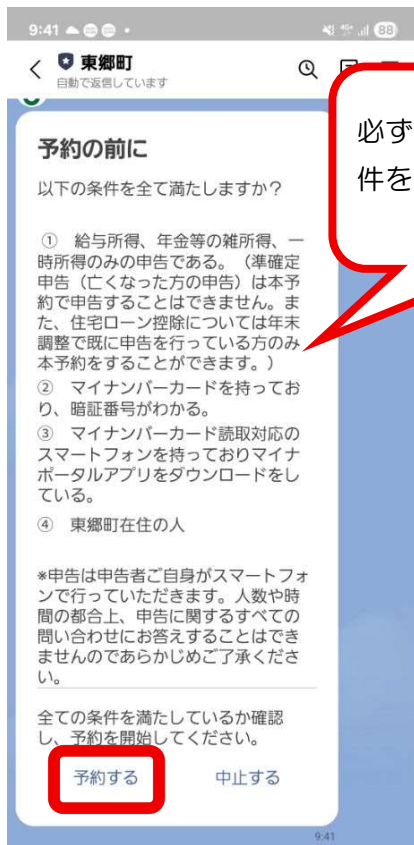 9:41
88
東郷町
自動で返信しています
必ず
件を
予約の前に
以下の条件を全て満たしますか？
① 給与所得、年金等の雑所得、一
時所得のみの申告である。（準確定
申告（亡くなった方の申告）は本予
約で申告することはできません。ま
た、住宅ローン控除については年末
調整で既に申告を行っている方のみ
本予約をすることができます。）
② マイナンバーカードを持ってお
り、暗証番号がわかる。
③ マイナンバーカード読取対応の
スマートフォンを持っておりマイナ
ポータルアプリをダウンロードをし
ている。
④ 東郷町在住の人
*申告は申告者ご自身がスマートフォ
ンで行っていただきます。人数や時
間の都合上、申告に関するすべての
問い合わせにお答えすることはでき
ませんのであらかじめご了承くださ
い。
全ての条件を満たしているか確認
し、予約を開始してください。
予約する 中止する
9:41